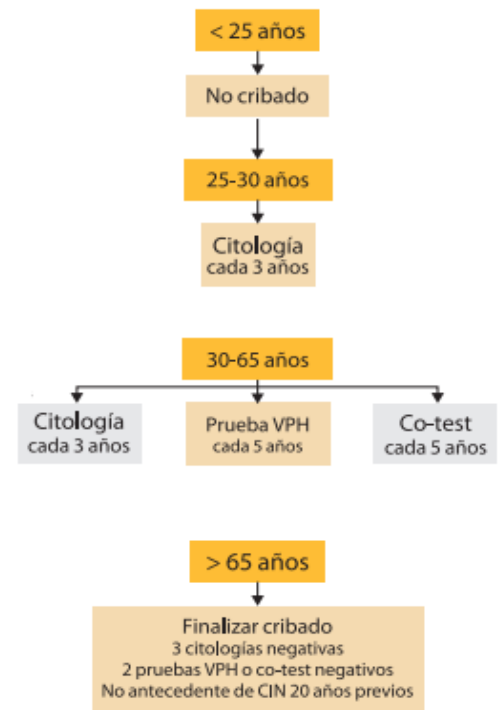 < 25 años
No cribado
25-30 años
Citología
cada 3 años
30-65 años
Citología
cada 3 años
Prueba VPH
cada 5 años
Co-test
cada 5 años
> 65 años
Finalizar cribado
3 citologías negativas
2 pruebas VPH o co-test negativos
No antecedente de CIN 20 años previos